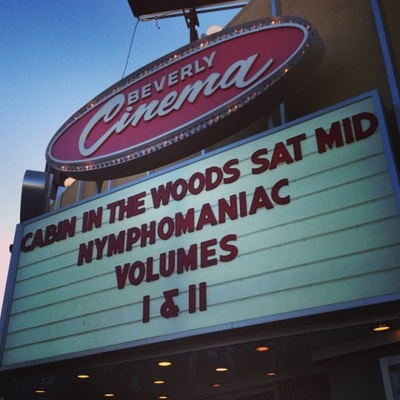 BEVERLY
Cinema
CABIN IN THE WOODS SAT MID
NYMPHOMANIAC
VOLUMES
I & II